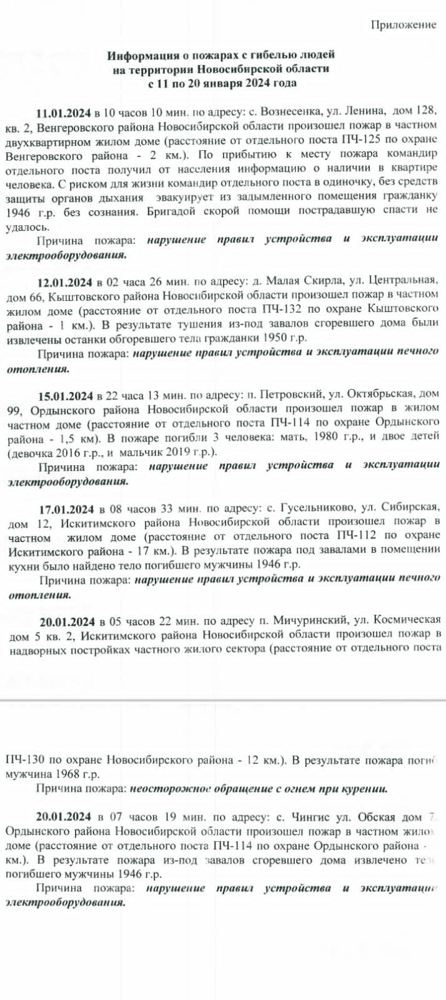 Приложение
Информация о пожарах с гибелью людей
на территории Новосибирской области
с 11 по 20 января 2024 года
11.01.2024 в 10 часов 10 мин. по адресу: с. Вознесенка, ул. Ленина, дом 128,
кв. 2, Венгеровского района Новосибирской области произошел пожар в частном
двухквартирном жилом доме (расстояние от отдельного поста ПЧ-125 по охране
Венгеровского района - 2 км.). По прибытию к месту пожара командир
отдельного поста получил от населения информацию о наличии в квартире
человека. С риском для жизни командир отдельного поста в одиночку, без средств
защиты органов дыхания эвакуирует из задымленного помещения гражданку
1946 г.р. без сознания. Бригадой скорой помощи пострадавшую спасти не
удалось.
Причина пожара: нарушение правил устройства и эксплуатации
электрооборудования.
12.01.2024 в 02 часа 26 мин. по адресу: д. Малая Скирла, ул. Центральная,
дом 66, Кыштовского района Новосибирской области произошел пожар в частном
жилом доме (расстояние от отдельного поста ПЧ-132 по охране Кыштовского
района - 1 км.). В результате тушения из-под завалов сгоревшего дома были
извлечены останки обгоревшего тела гражданки 1950 г.р.
Причина пожара: нарушение правил устройства и эксплуатации печного
отопления.
15.01.2024 в 22 часа 13 мин. по адресу: п. Петровский, ул. Октябрьская, дом
99, Ордынского района Новосибирской области произошел пожар в жилом
частном доме (расстояние от отдельного поста ПЧ-114 по охране Ордынского
района - 1,5 км). В пожаре погибли 3 человека: мать, 1980 г.р., и двое детей
(девочка 2016 г.р., и мальчик 2019 г.р.).
Причина пожара: нарушение правил устройства и эксплуатации
электрооборудования.
17.01.2024 в 08 часов 33 мин. по адресу: с. Гусельниково, ул. Сибирская,
дом 12, Искитимского района Новосибирской области произошел пожар в
частном жилом доме (расстояние от отдельного поста ПЧ-112 по охране
Искитимского района - 17 км.). В результате пожара под завалами в помещении
кухни было найдено тело погибшего мужчины 1946 г.р.
Причина пожара: нарушение правил устройства и эксплуатации печного
отопления.
20.01.2024 в 05 часов 22 мин. по адресу п. Мичуринский, ул. Космическая
дом 5 кв. 2, Искитимского района Новосибирской области произошел пожар в
надворных постройках частного жилого сектора (расстояние от отдельного поста
ПЧ-130 по охране Новосибирского района - 12 км.). В результате пожара
мужчина 1968 г.р.
Причина пожара: неосторожное обращение с огнем при курении.
20.01.2024 в 07 часов 19 мин. по адресу: с. Чингис ул. Обская дом
Ордынского района Новосибирской области произошел пожар в частном
доме (расстояние от отдельного поста ПЧ-114 по охране Ордынского района -
км.). В результате пожара из-под завалов сгоревшего дома извлечено
погибшего мужчины 1946 г.р.
Причина пожара: нарушение правил устройства и эксплуатации
электрооборудования.